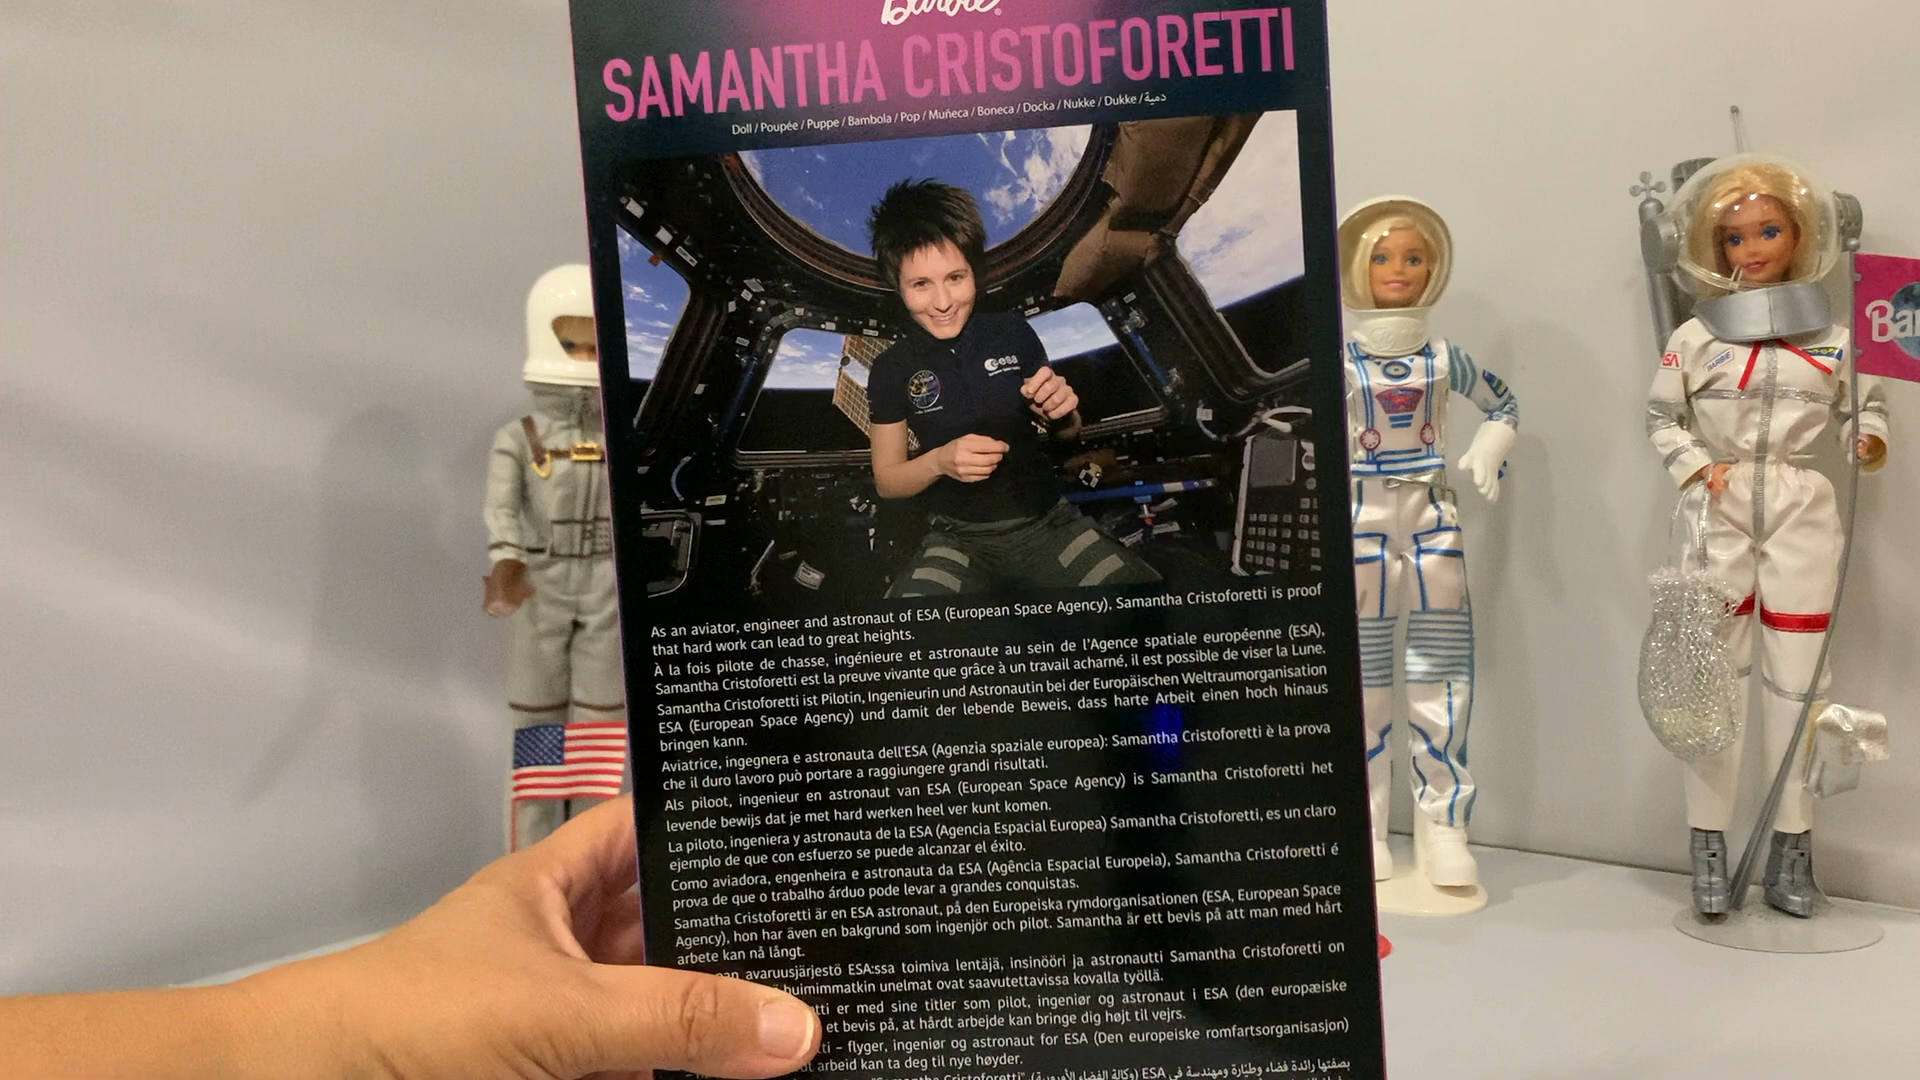 Barbie®
SAMANTHA CRISTOFORETTI
Doll / Poupée / Puppe / Bambola / Pop / Muñeca / Boneca / Docka / Nukke / Dukke / دمية
esa
As an aviator, engineer and astronaut of ESA (European Space Agency), Samantha Cristoforetti is proof
that hard work can lead to great heights.
À la fois pilote de chasse, ingénieure et astronaute au sein de l'Agence spatiale européenne (ESA),
Samantha Cristoforetti est la preuve vivante que grâce à un travail acharné, il est possible de viser la Lune.
Samantha Cristoforetti ist Pilotin, Ingenieurin und Astronautin bei der Europäischen Weltraumorganisation
ESA (European Space Agency) und damit der lebende Beweis, dass harte Arbeit einen hoch hinaus
bringen kann.
Aviatrice, ingegnera e astronauta dell'ESA (Agenzia spaziale europea): Samantha Cristoforetti è la prova
che il duro lavoro può portare a raggiungere grandi risultati.
Als piloot, ingenieur en astronaut van ESA (European Space Agency) is Samantha Cristoforetti het
levende bewijs dat je met hard werken heel ver kunt komen.
La piloto, ingeniera y astronauta de la ESA (Agencia Espacial Europea) Samantha Cristoforetti, es un claro
ejemplo de que con esfuerzo se puede alcanzar el éxito.
Como aviadora, engenheira e astronauta da ESA (Agência Espacial Europeia), Samantha Cristoforetti é
prova de que o trabalho árduo pode levar a grandes conquistas.
Samatha Cristoforetti är en ESA astronaut, på den Europeiska rymdorganisationen (ESA, European Space
Agency), hon har även en bakgrund som ingenjör och pilot. Samantha är ett bevis på att man med hårt
arbete kan nå långt.
avaruusjärjestö ESA:ssa toimiva lentäjä, insinööri ja astronautti Samantha Cristoforetti on
huimimmatkin unelmat ovat saavutettavissa kovalla työllä.
er med sine titler som pilot, ingeniør og astronaut i ESA (den europæiske
et bevis på, at hårdt arbejde kan bringe dig højt til vejrs.
– flyger, ingeniør og astronaut for ESA (Den europeiske romfartsorganisasjon)
arbeid kan ta deg til nye høyder.
بصفتها رائدة فضاء وطيّارة ومهندسة في ESA (وكالة الفضاء الأوروبية)، "Samantha Cristoforetti"
BARBIE